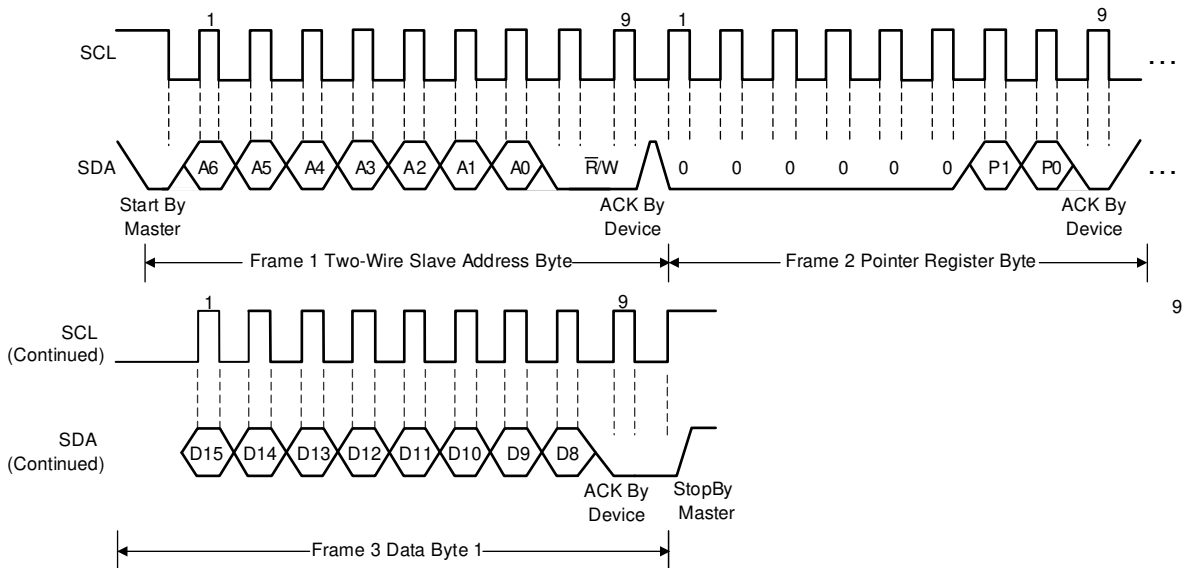 1 9 1 9
SCL
...
SDA A6 A5 A4 A3 A2 A1 A0 R̅/W 0 0 0 0 0 0 P1 P0 ...
Start By
Master
ACK By
Device
ACK By
Device
Frame 1 Two-Wire Slave Address Byte
Frame 2 Pointer Register Byte
1 9 9
SCL
(Continued)
SDA
(Continued)
D15 D14 D13 D12 D11 D10 D9 D8
ACK By
Device
StopBy
Master
Frame 3 Data Byte 1